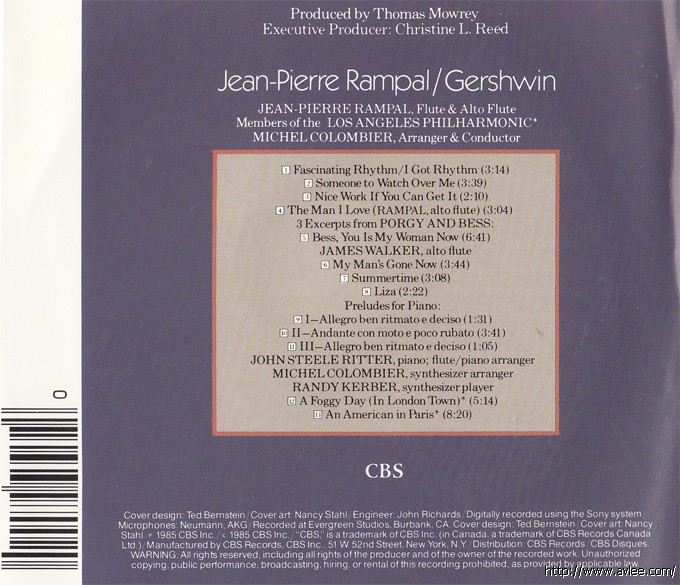 Produced by Thomas Mowrey
Executive Producer: Christine L. Reed
Jean-Pierre Rampal/Gershwin
JEAN-PIERRE RAMPAL, Flute & Alto Flute
Members of the LOS ANGELES PHILHARMONIC*
MICHEL COLOMBIER, Arranger & Conductor
1 Fascinating Rhythm/I Got Rhythm (3:14)
2 Someone to Watch Over Me (3:39)
3 Nice Work If You Can Get It (2:10)
4 The Man I Love (RAMPAL, alto flute) (3:04)
3 Excerpts from PORGY AND BESS:
5 Bess, You Is My Woman Now (6:41)
JAMES WALKER, alto flute
6 My Man's Gone Now (3:44)
7 Summertime (3:08)
8 Liza (2:22)
Preludes for Piano:
9 I—Allegro ben ritmato e deciso (1:31)
10 II—Andante con moto e poco rubato (3:41)
11 III—Allegro ben ritmato e deciso (1:05)
JOHN STEELE RITTER, piano; flute/piano arranger
MICHEL COLOMBIER, synthesizer arranger
RANDY KERBER, synthesizer player
12 A Foggy Day (In London Town)* (5:14)
13 An American in Paris* (8:20)
0
CBS
Cover design: Ted Bernstein/Cover art: Nancy Stahl/Engineer: John Richards/Digitally recorded using the Sony system/
Microphones: Neumann, AKG/Recorded at Evergreen Studios, Burbank, CA. Cover design: Ted Bernstein/Cover art: Nancy
Stahl. ℗ 1985 CBS Inc./© 1985 CBS Inc./"CBS," is a trademark of CBS Inc. (in Canada, a trademark of CBS Records Canada
Ltd.). Manufactured by CBS Records, CBS Inc., 51 W. 52nd Street, New York, N.Y./Distribution: CBS Records/CBS Disques.
WARNING: All rights reserved, including all rights of the producer and of the owner of the recorded work. Unauthorized
copying, public performance, broadcasting, hiring, or rental of this recording prohibited, as provided by applicable law.
http://www.avlee.com/